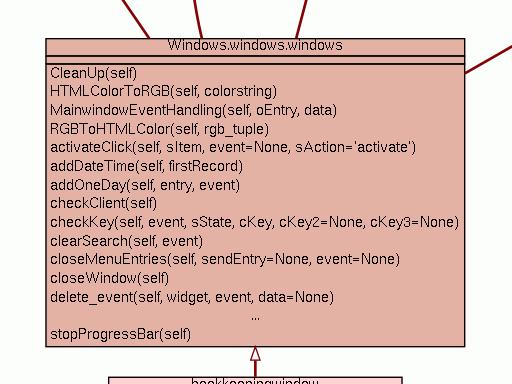 Windows.windows.windows
CleanUp(self)
HTMLColorToRGB(self, colorstring)
MainwindowEventHandling(self, oEntry, data)
RGBToHTMLColor(self, rgb_tuple)
activateClick(self, sItem, event=None, sAction='activate')
addDateTime(self, firstRecord)
addOneDay(self, entry, event)
checkClient(self)
checkKey(self, event, sState, cKey, cKey2=None, cKey3=None)
clearSearch(self, event)
closeMenuEntries(self, sendEntry=None, event=None)
closeWindow(self)
delete_event(self, widget, event, data=None)
...
stopProgressBar(self)